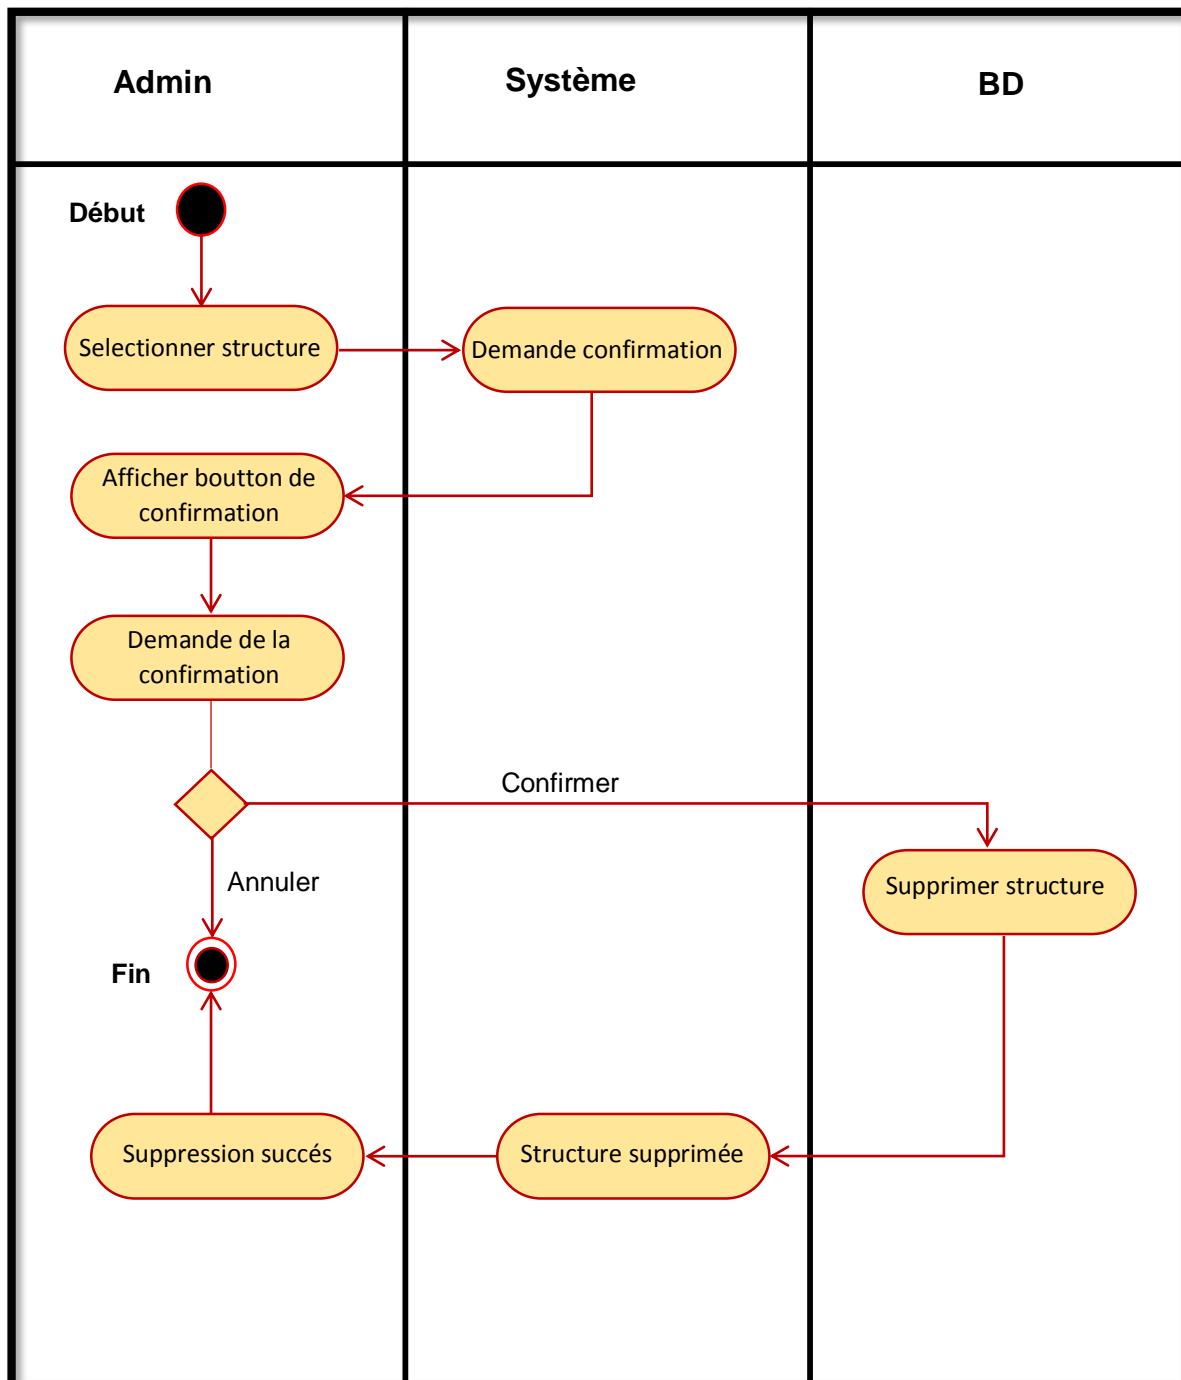 Admin
Système
BD
Début
Selectionner structure
Demande confirmation
Afficher boutton de
confirmation
Demande de la
confirmation
Confirmer
Annuler
Supprimer structure
Fin
Suppression succés
Structure supprimée